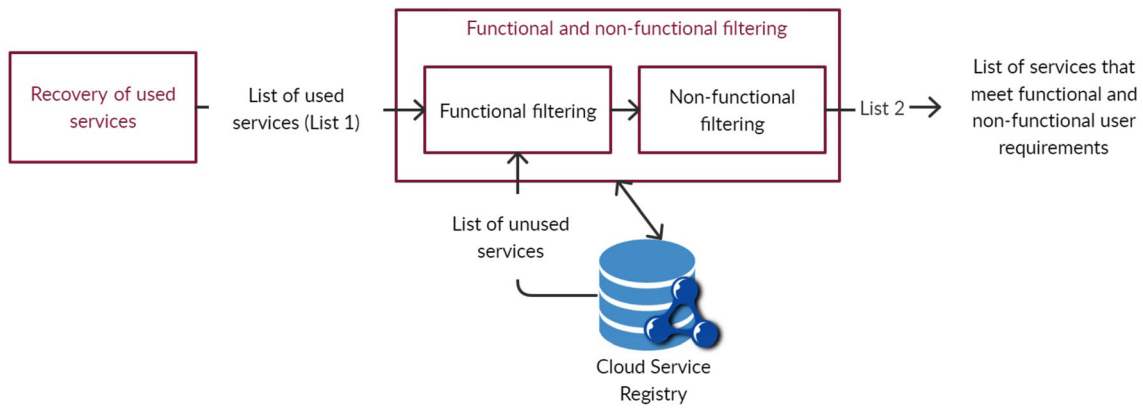 Functional and non-functional filtering
Recovery of used
services
List of used
services (List 1)
Functional filtering
Non-functional
filtering
List 2
List of services that
meet functional and
non-functional user
requirements
List of unused
services
Cloud Service
Registry